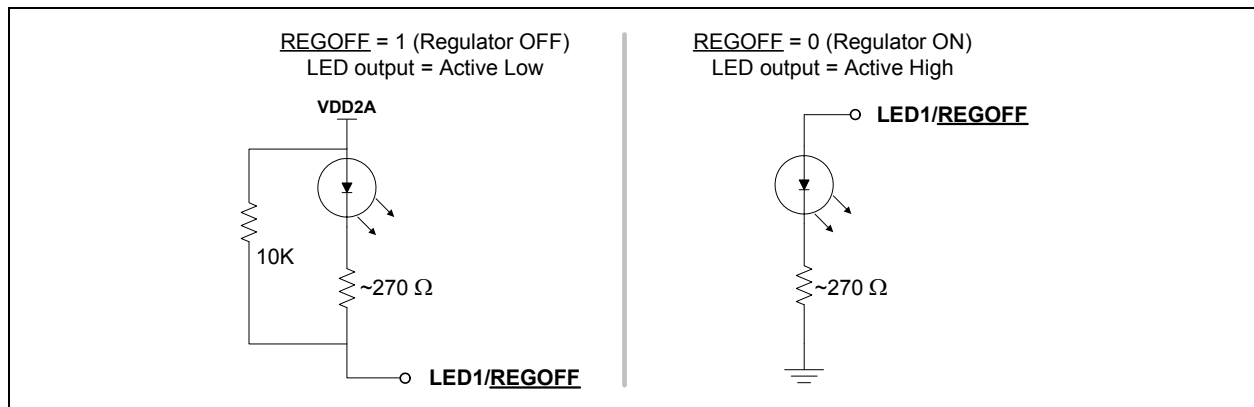 REGOFF = 1 (Regulator OFF)
LED output = Active Low
VDD2A
10K
~270 Ω
LED1/REGOFF
REGOFF = 0 (Regulator ON)
LED output = Active High
LED1/REGOFF
~270 Ω